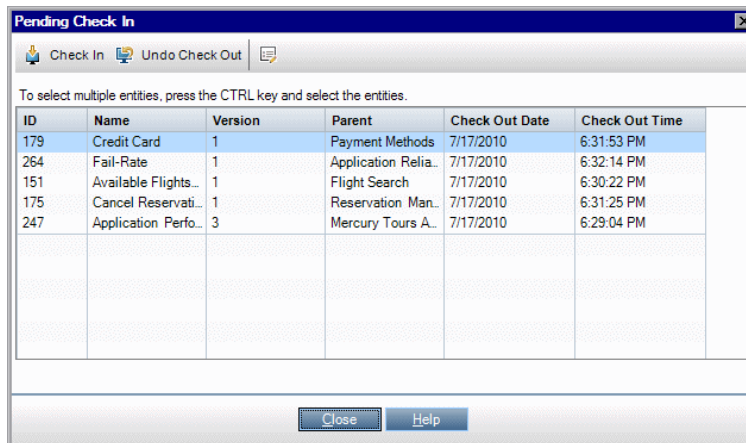 Pending Check In
Check In Undo Check Out
To select multiple entities, press the CTRL key and select the entities.
ID Name Version Parent Check Out Date Check Out Time
179 Credit Card 1 Payment Methods 7/17/2010 6:31:53 PM
264 Fail-Rate 1 Application Relia... 7/17/2010 6:32:14 PM
151 Available Flights... 1 Flight Search 7/17/2010 6:30:22 PM
175 Cancel Reservati... 1 Reservation Man... 7/17/2010 6:31:25 PM
247 Application Perfo... 3 Mercury Tours A... 7/17/2010 6:29:04 PM
Close Help